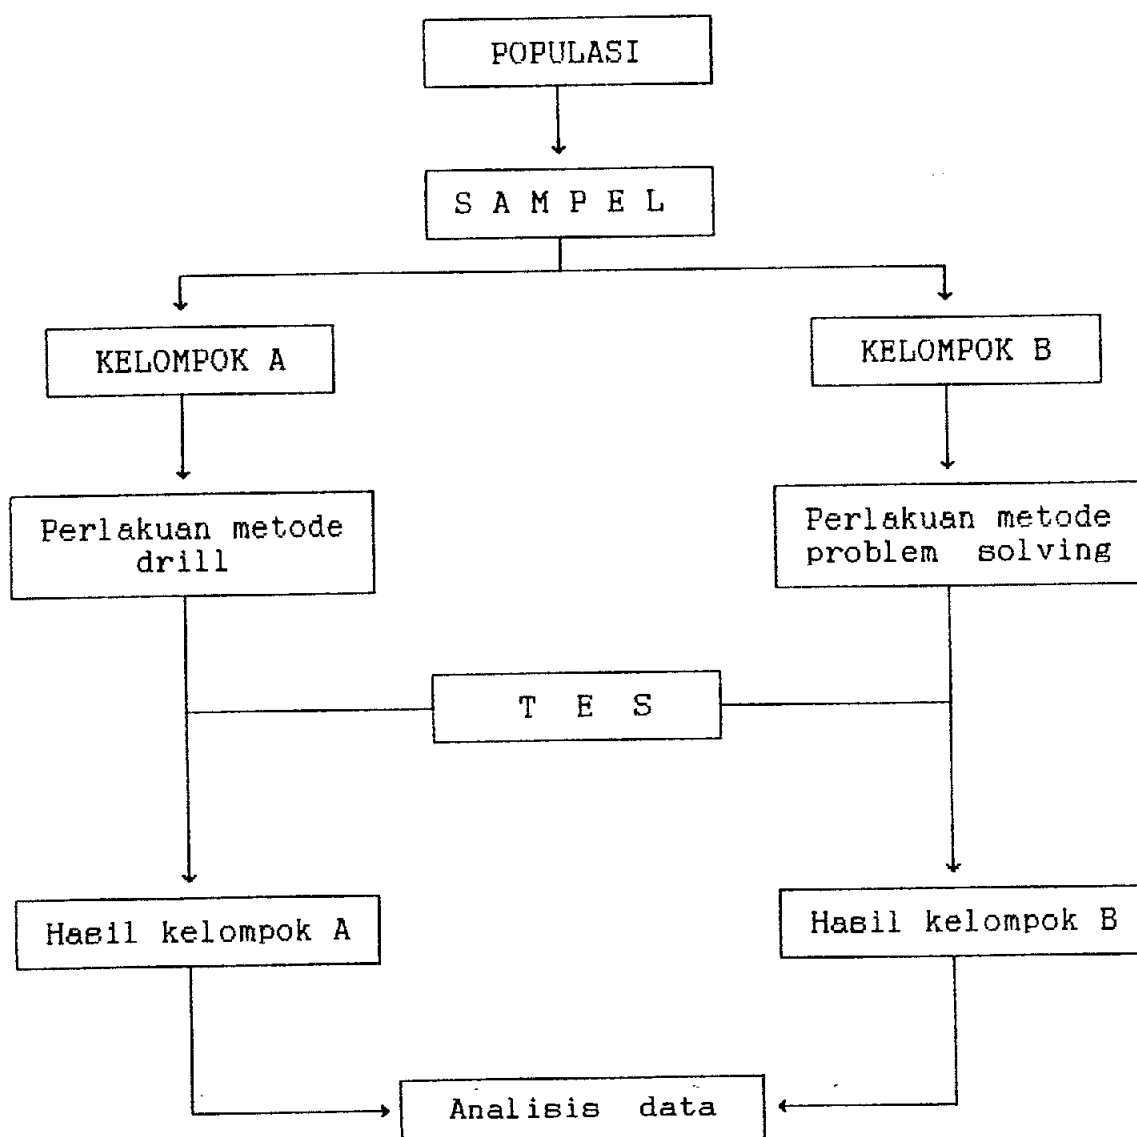 POPULASI
S A M P E L
KELOMPOK A
KELOMPOK B
Perlakuan metode
drill
Perlakuan metode
problem solving
T E S
Hasil kelompok A
Hasil kelompok B
Analisis data